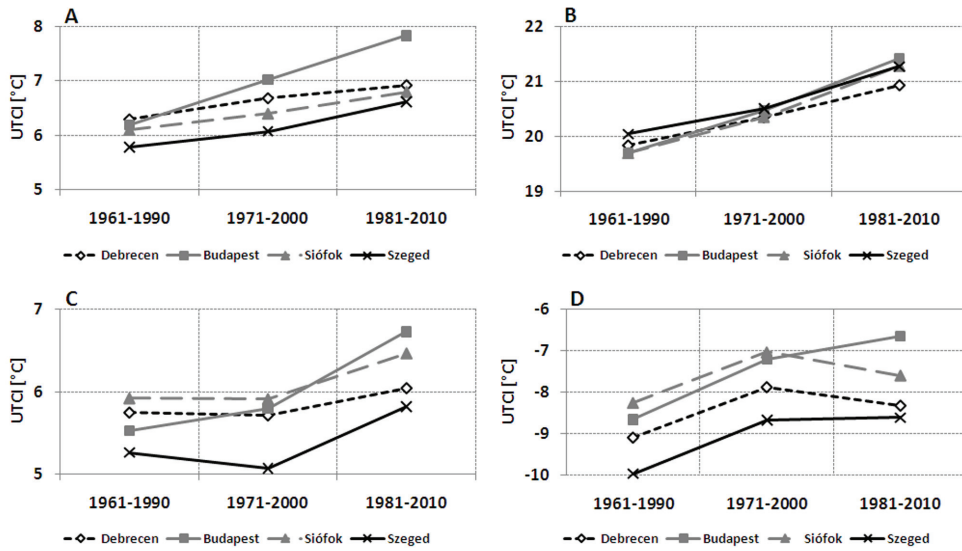 A
UTCI [°C]
8
7
6
5
1961-1990 1971-2000 1981-2010
Debrecen Budapest Siófok Szeged
B
UTCI [°C]
22
21
20
19
1961-1990 1971-2000 1981-2010
Debrecen Budapest Siófok Szeged
C
UTCI [°C]
7
6
5
1961-1990 1971-2000 1981-2010
Debrecen Budapest Siófok Szeged
D
UTCI [°C]
-6
-7
-8
-9
-10
1961-1990 1971-2000 1981-2010
Debrecen Budapest Siófok Szeged